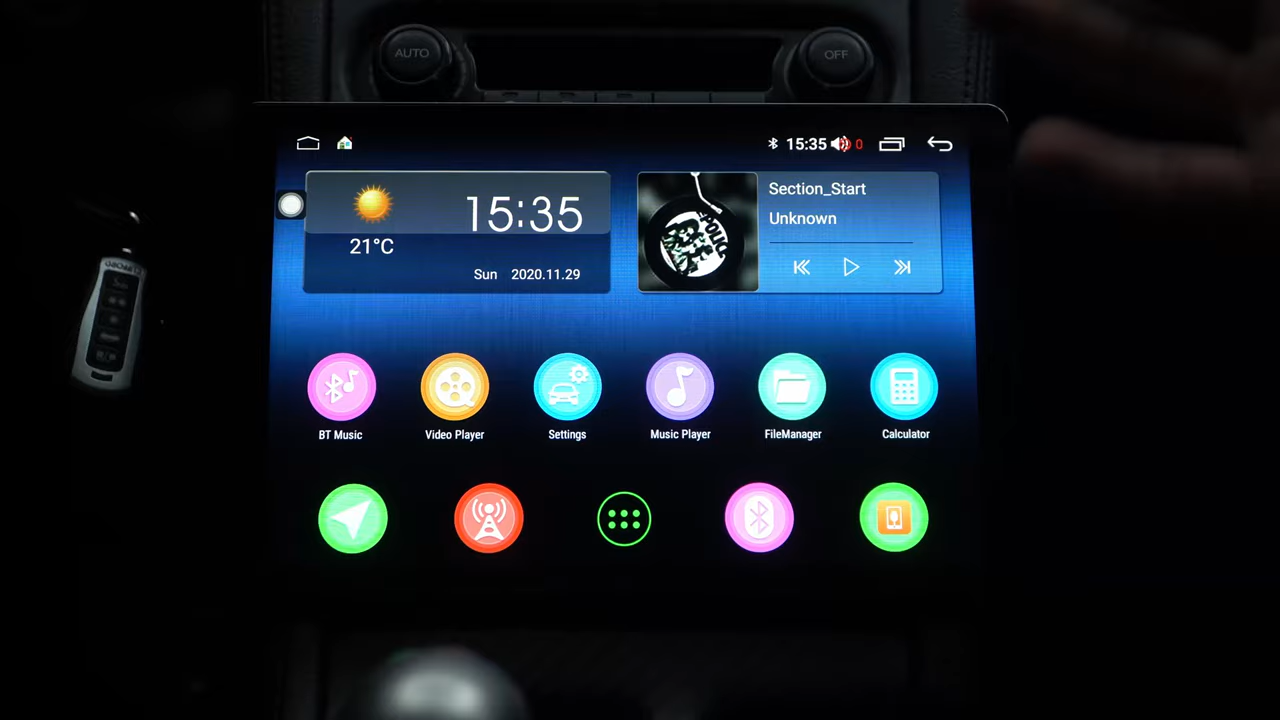 AUTO
OFF
15:35
0
15:35
21°C
Sun 2020.11.29
Section_Start
Unknown
BT Music
Video Player
Settings
Music Player
FileManager
Calculator